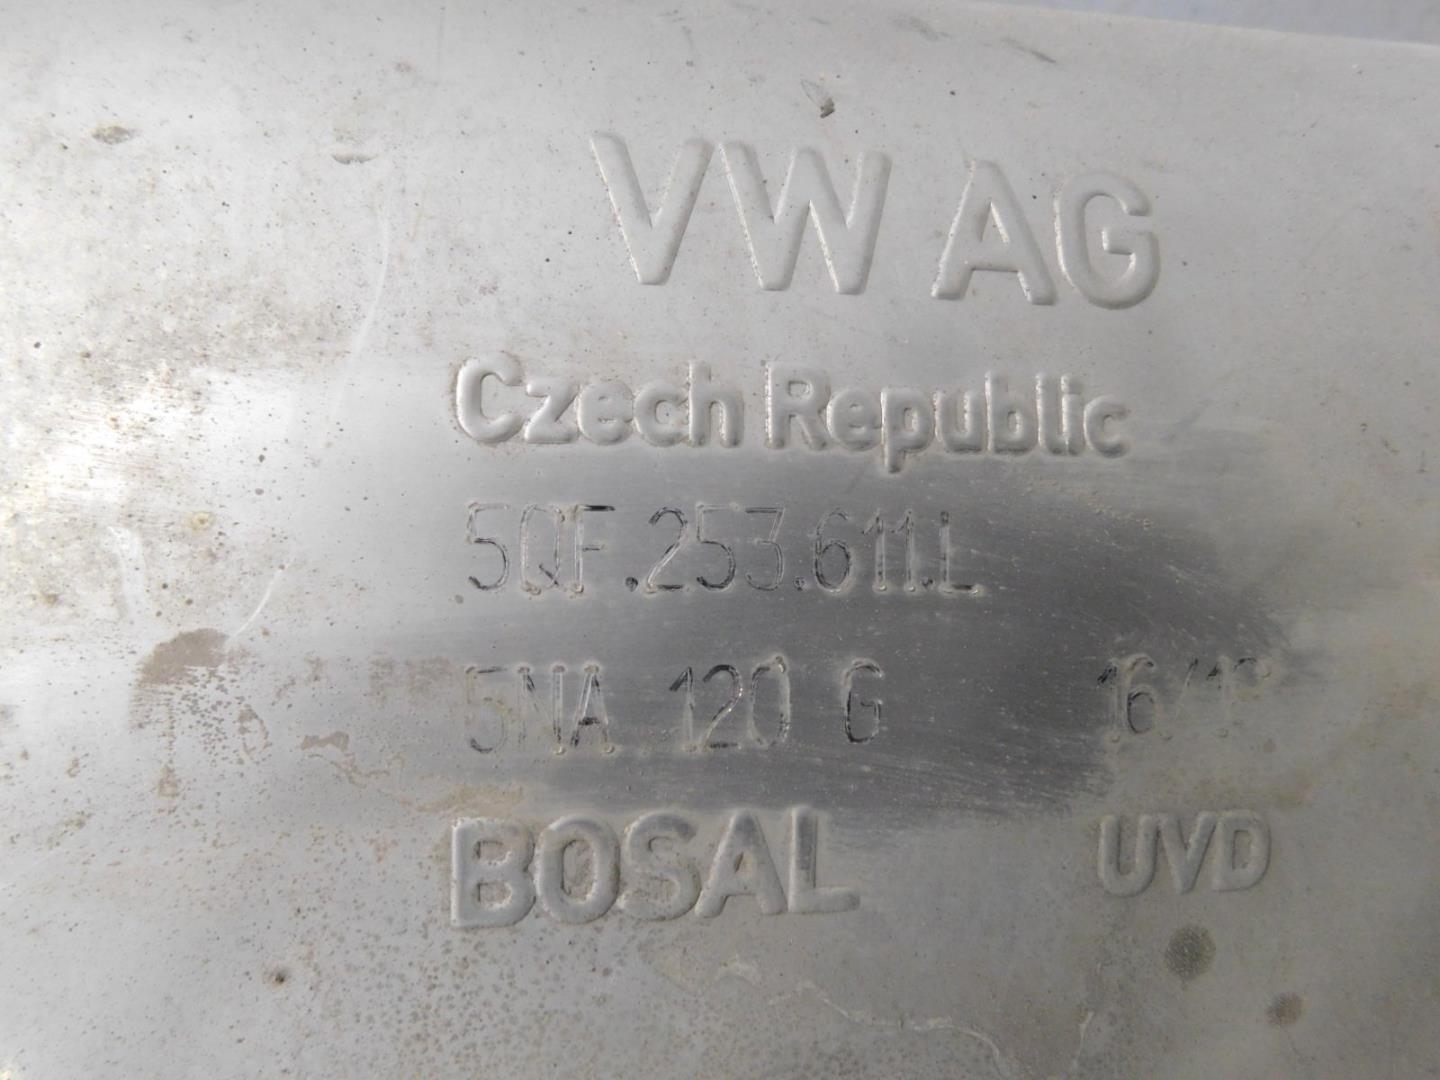 VW AG
Czech Republic
5QF.253.611.L
5NA 120 G
BOSAL UVD